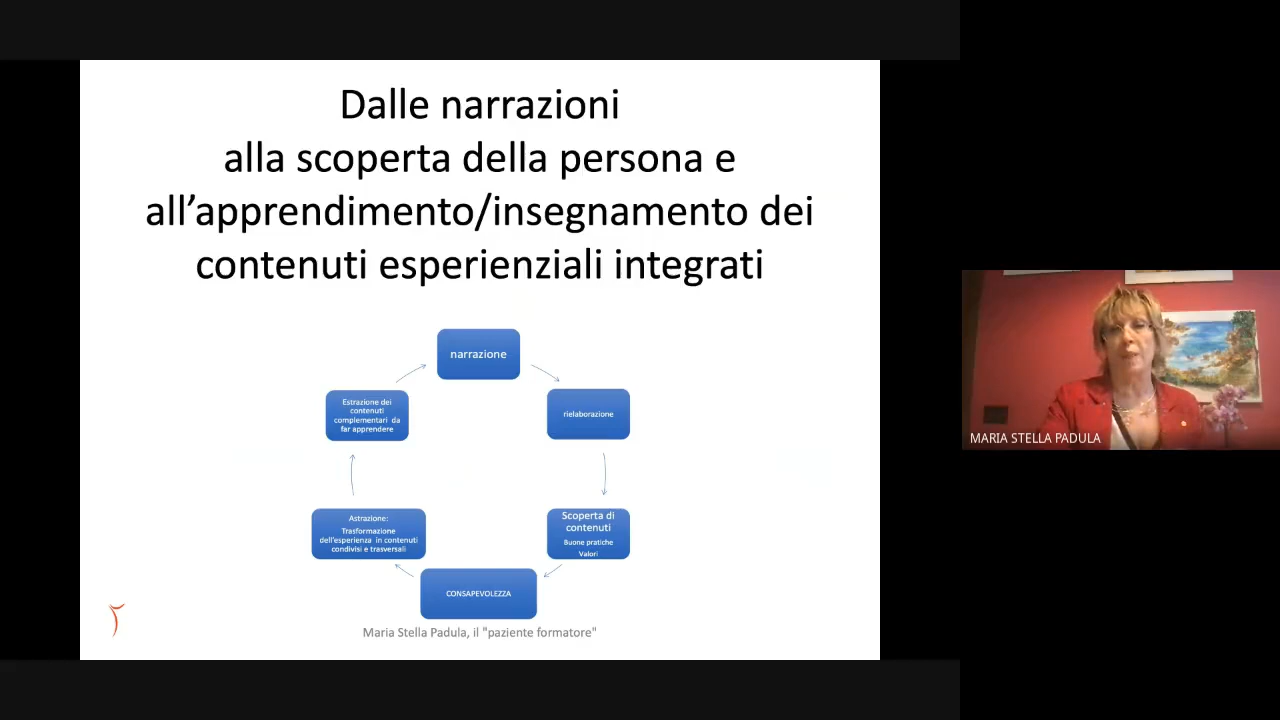 Dalle narrazioni
alla scoperta della persona e
all’apprendimento/insegnamento dei
contenuti esperienziali integrati
narrazione
rielaborazione
Scoperta di
contenuti
Buone pratiche
Valori
CONSAPEVOLEZZA
Astrazione:
Trasformazione
dell'esperienza in contenuti
condivisi e trasversali
Estrazione dei
contenuti
complementari da
far apprendere
Maria Stella Padula, il "paziente formatore"
MARIA STELLA PADULA